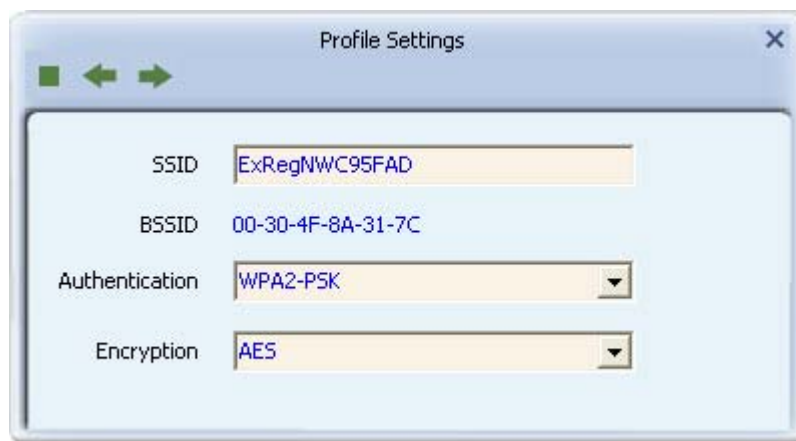 Profile Settings
SSID ExRegNWC95FAD
BSSID 00-30-4F-8A-31-7C
Authentication WPA2-PSK
Encryption AES